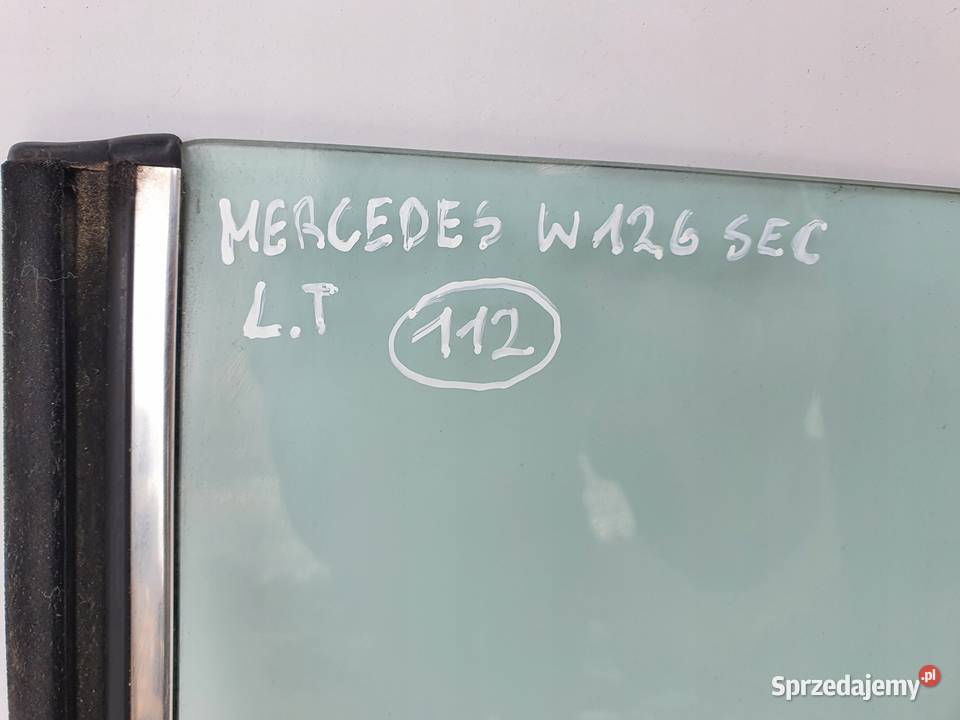 MERCEDES W126 SEC
L.T 112
Sprzedajemy.pl